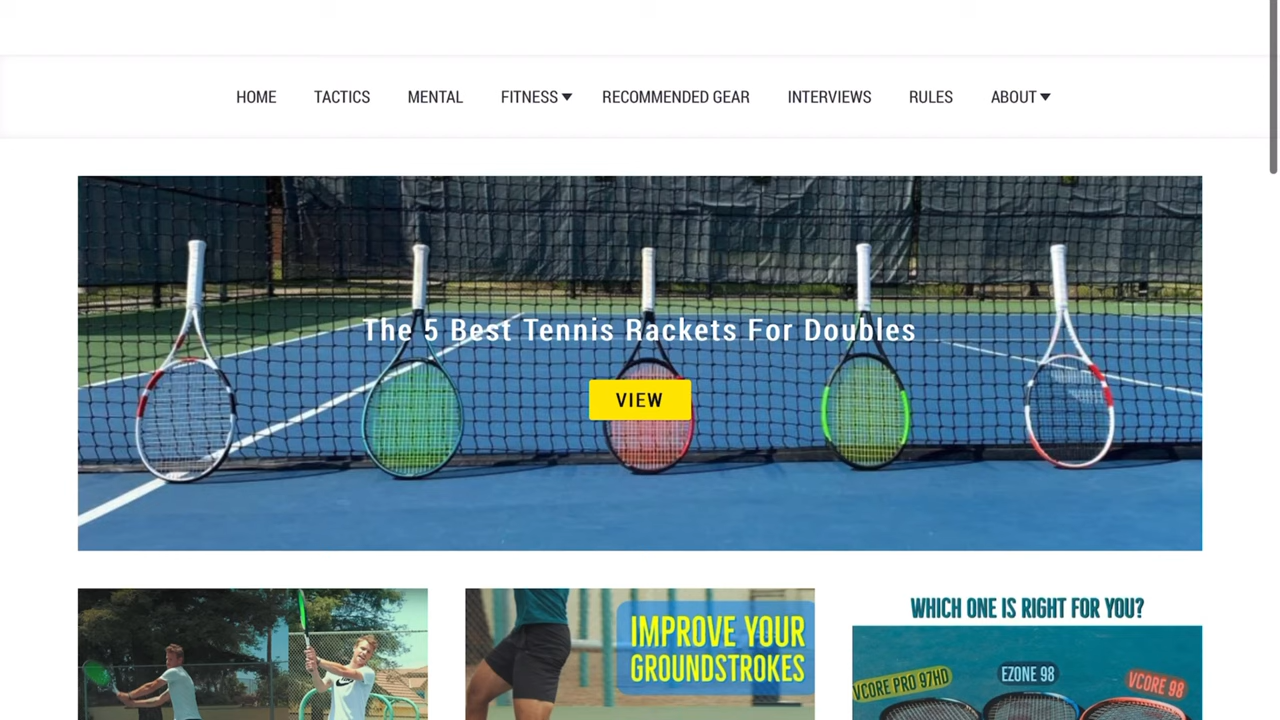 HOME TACTICS MENTAL FITNESS RECOMMENDED GEAR INTERVIEWS RULES ABOUT
The 5 Best Tennis Rackets For Doubles
VIEW
IMPROVE YOUR
GROUNDSTROKES
WHICH ONE IS RIGHT FOR YOU?
VCORE PRO 97HD EZONE 98 VCORE 98